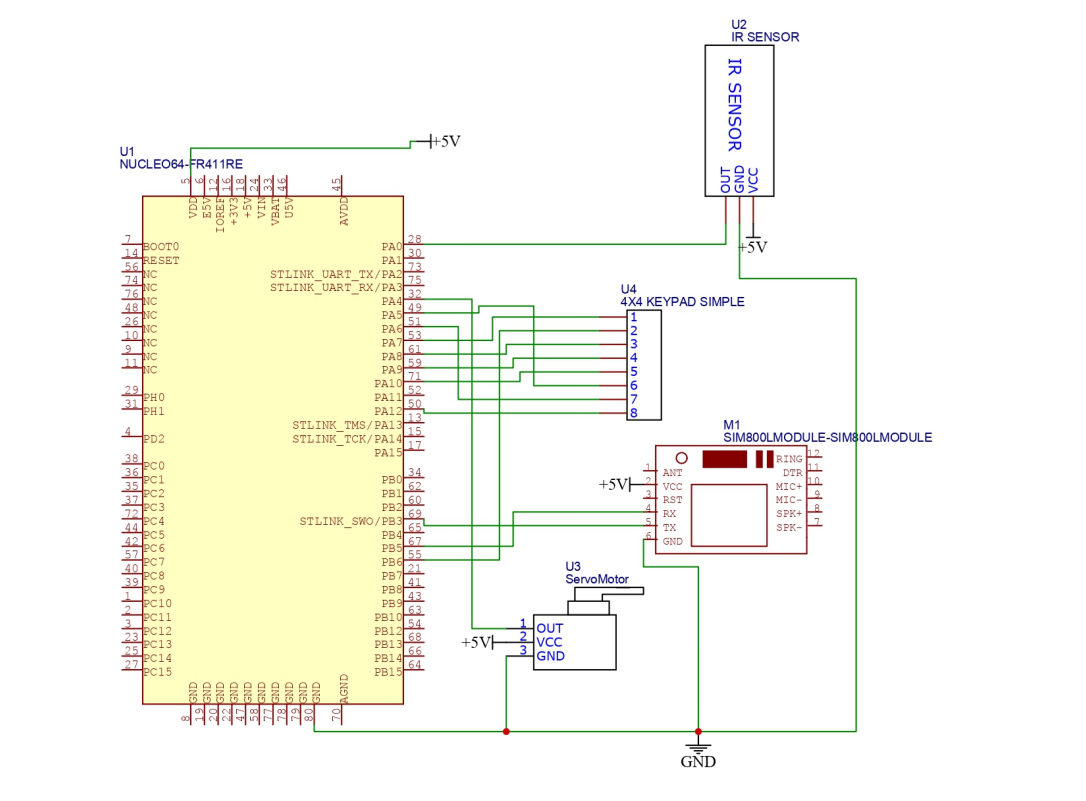 U2
IR SENSOR
IR SENSOR
OUT
GND
VCC
+5V
+5V
U1
NUCLEO64-FR411RE
5 6 12 16 18 24 33 46 45
VDD E5V IOREF +3V3 +5V VIN VBAT U5V AVDD
7 BOOT0
14 RESET
56 NC
74 NC
76 NC
48 NC
26 NC
10 NC
9 NC
11 NC
29 PH0
31 PH1
4 PD2
38 PC0
36 PC1
35 PC2
37 PC3
72 PC4
44 PC5
42 PC6
57 PC7
40 PC8
39 PC9
1 PC10
2 PC11
3 PC12
23 PC13
25 PC14
27 PC15
PA0 28
PA1 30
STLINK_UART_TX/PA2 73
STLINK_UART_RX/PA3 75
PA4 32
PA5 49
PA6 51
PA7 53
PA8 61
PA9 59
PA10 71
PA11 52
PA12 50
STLINK_TMS/PA13 13
STLINK_TCK/PA14 15
PA15 17
PB0 34
PB1 62
PB2 60
STLINK_SWO/PB3 69
PB4 65
PB5 67
PB6 55
PB7 21
PB8 41
PB9 43
PB10 63
PB12 54
PB13 68
PB14 66
PB15 64
GND GND GND GND GND GND GND GND GND GND AGND
8 19 20 22 47 58 77 78 79 80 70
U4
4X4 KEYPAD SIMPLE
1
2
3
4
5
6
7
8
M1
SIM800LMODULE-SIM800LMODULE
+5V
1 ANT
2 VCC
3 RST
4 RX
5 TX
6 GND
RING 12
DTR 11
MIC+ 10
MIC- 9
SPK+ 8
SPK- 7
U3
ServoMotor
+5V
1 OUT
2 VCC
3 GND
GND